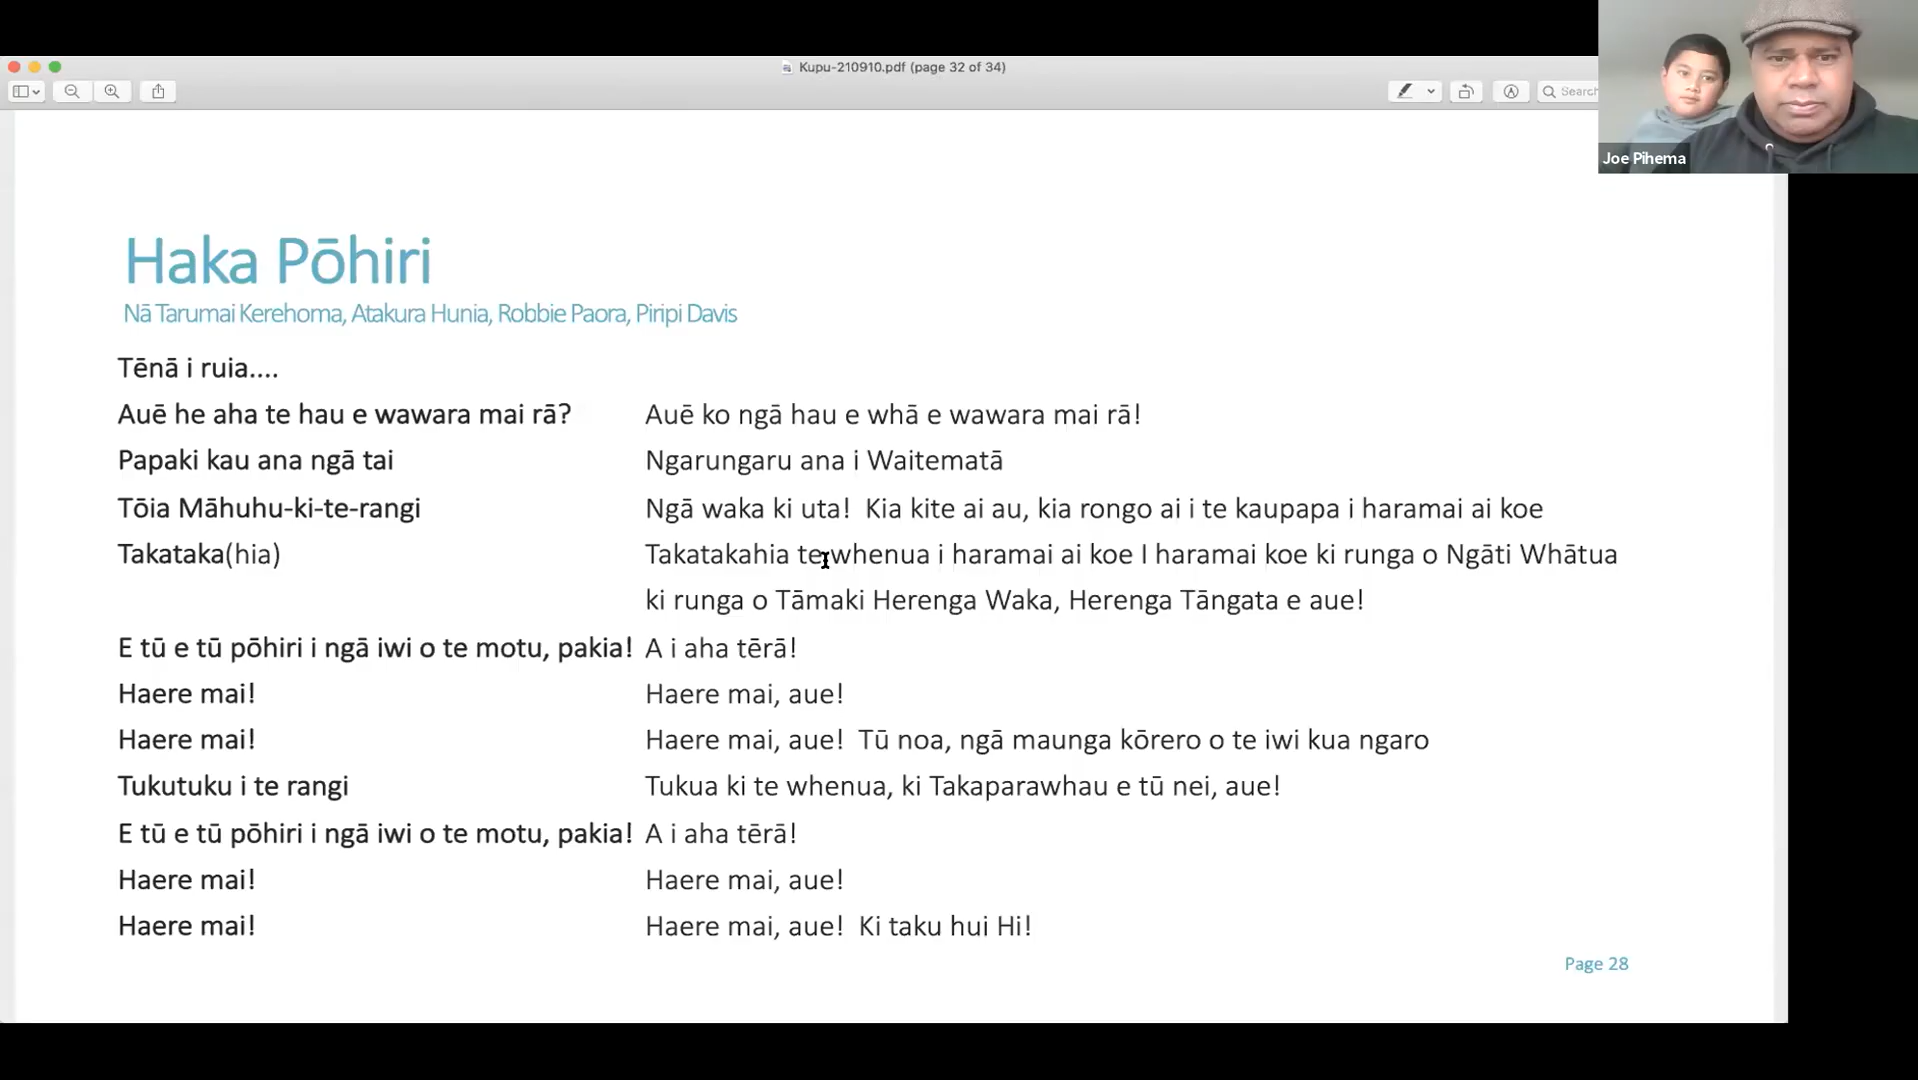 Kupu-210910.pdf (page 32 of 34)
Search
Joe Pihema
Haka Pōhiri
Nā Tarumai Kerehoma, Atakura Hunia, Robbie Paora, Piripi Davis
Tēnā i ruia....
Auē he aha te hau e wawara mai rā? Auē ko ngā hau e whā e wawara mai rā!
Papaki kau ana ngā tai Ngarungaru ana i Waitematā
Tōia Māhuhu-ki-te-rangi Ngā waka ki uta! Kia kite ai au, kia rongo ai i te kaupapa i haramai ai koe
Takataka(hia) Takatakahia te whenua i haramai ai koe I haramai koe ki runga o Ngāti Whātua
ki runga o Tāmaki Herenga Waka, Herenga Tāngata e aue!
E tū e tū pōhiri i ngā iwi o te motu, pakia! A i aha tērā!
Haere mai! Haere mai, aue!
Haere mai! Haere mai, aue! Tū noa, ngā maunga kōrero o te iwi kua ngaro
Tukutuku i te rangi Tukua ki te whenua, ki Takaparawhau e tū nei, aue!
E tū e tū pōhiri i ngā iwi o te motu, pakia! A i aha tērā!
Haere mai! Haere mai, aue!
Haere mai! Haere mai, aue! Ki taku hui Hi!
Page 28